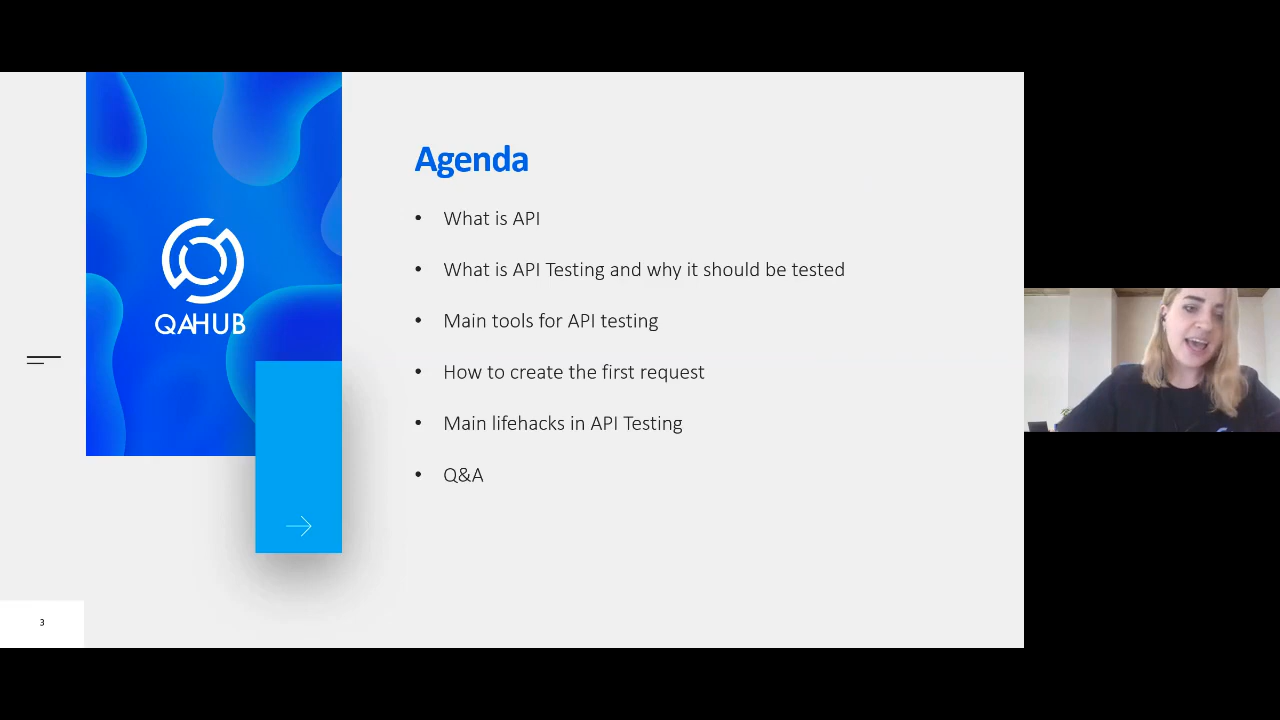 Agenda
• What is API
• What is API Testing and why it should be tested
• Main tools for API testing
• How to create the first request
• Main lifehacks in API Testing
• Q&A
QAHUB
3